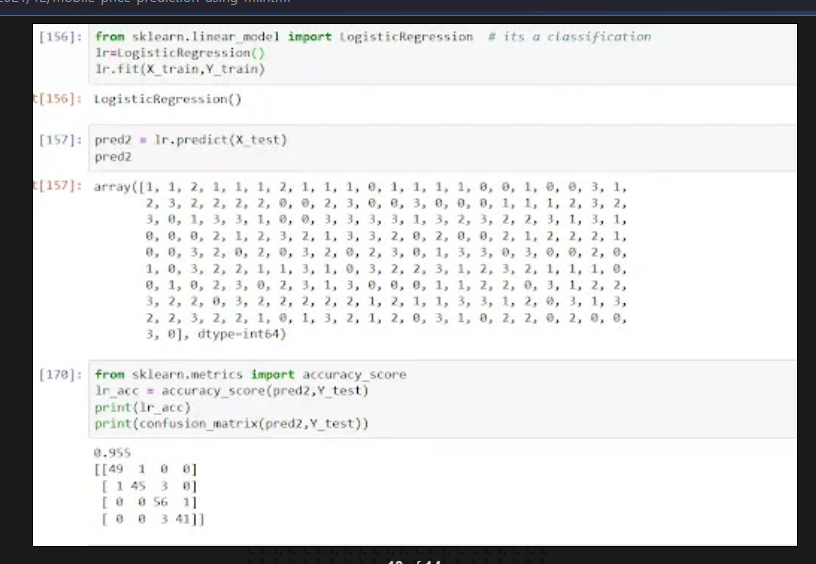 [156]: from sklearn.linear_model import LogisticRegression # its a classification
lr=LogisticRegression()
lr.fit(X_train,Y_train)
t[156]: LogisticRegression()
[157]: pred2 = lr.predict(X_test)
pred2
t[157]: array([1, 1, 2, 1, 1, 1, 2, 1, 1, 1, 0, 1, 1, 1, 1, 0, 0, 1, 0, 0, 3, 1,
2, 3, 2, 2, 2, 2, 0, 0, 2, 3, 0, 0, 3, 0, 0, 0, 1, 1, 1, 2, 3, 2,
3, 0, 1, 3, 3, 1, 0, 0, 3, 3, 3, 3, 1, 3, 2, 3, 2, 2, 3, 1, 3, 1,
0, 0, 0, 2, 1, 2, 3, 2, 1, 3, 3, 2, 0, 2, 0, 0, 2, 1, 2, 2, 2, 1,
0, 0, 3, 2, 0, 2, 0, 3, 2, 0, 2, 3, 0, 1, 3, 3, 0, 3, 0, 0, 2, 0,
1, 0, 3, 2, 2, 1, 1, 3, 1, 0, 3, 2, 2, 3, 1, 2, 3, 2, 1, 1, 1, 0,
0, 1, 0, 2, 3, 0, 2, 3, 1, 3, 0, 0, 0, 1, 1, 2, 2, 0, 3, 1, 2, 2,
3, 2, 2, 0, 3, 2, 2, 2, 2, 2, 1, 2, 1, 1, 3, 3, 1, 2, 0, 3, 1, 3,
2, 2, 3, 2, 2, 1, 0, 1, 3, 2, 1, 2, 0, 3, 1, 0, 2, 2, 0, 2, 0, 0,
3, 0], dtype=int64)
[170]: from sklearn.metrics import accuracy_score
lr_acc = accuracy_score(pred2,Y_test)
print(lr_acc)
print(confusion_matrix(pred2,Y_test))
0.955
[[49 1 0 0]
[ 1 45 3 0]
[ 0 0 56 1]
[ 0 0 3 41]]